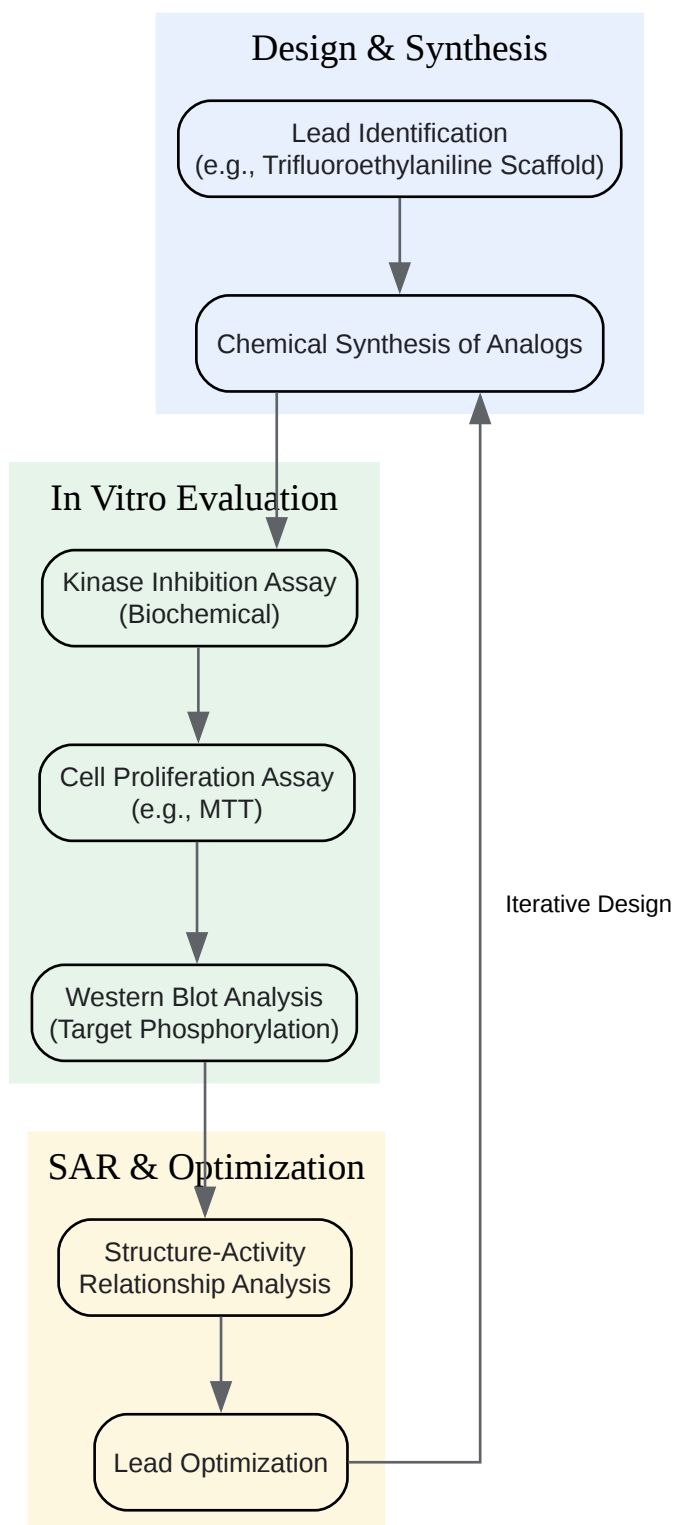 Design & Synthesis
Lead Identification
(e.g., Trifluoroethylaniline Scaffold)
Chemical Synthesis of Analogs
In Vitro Evaluation
Kinase Inhibition Assay
(Biochemical)
Cell Proliferation Assay
(e.g., MTT)
Iterative Design
Western Blot Analysis
(Target Phosphorylation)
SAR & Optimization
Structure-Activity
Relationship Analysis
Lead Optimization